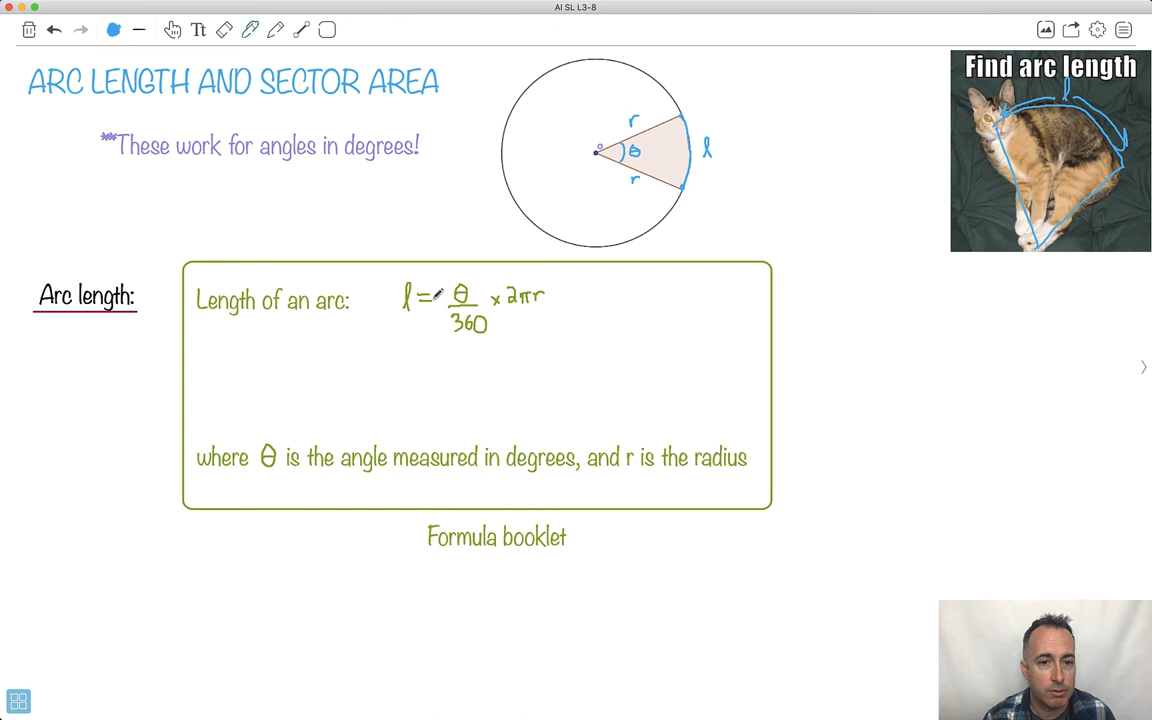 AI SL L3-8
Tt
ARC LENGTH AND SECTOR AREA
***These work for angles in degrees!
r
θ
r
l
Find arc length
l
Arc length:
Length of an arc: l = θ/360 × 2πr
where θ is the angle measured in degrees, and r is the radius
Formula booklet